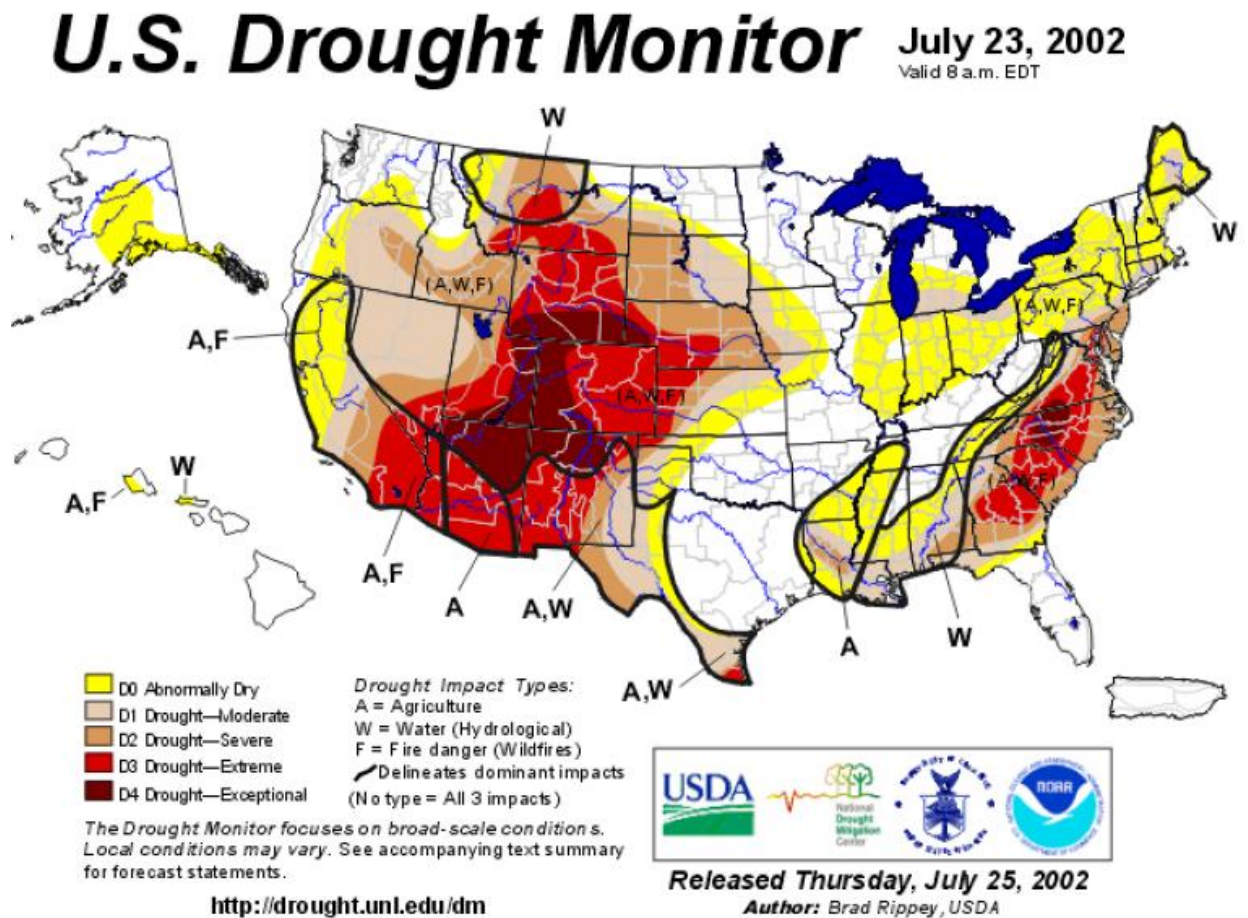 U.S. Drought Monitor
July 23, 2002
Valid 8 a.m. EDT
W
W
(A,W,F)
(A,W,F)
A,F
(A,W,F)
W
A,F
(A,W,F)
A,F
A
A,W
A
W
A,W
D0 Abnormally Dry
D1 Drought—Moderate
D2 Drought—Severe
D3 Drought—Extreme
D4 Drought—Exceptional
Drought Impact Types:
A = Agriculture
W = Water (Hydrological)
F = Fire danger (Wildfires)
Delineates dominant impacts
(No type = All 3 impacts)
The Drought Monitor focuses on broad-scale conditions.
Local conditions may vary. See accompanying text summary
for forecast statements.
http://drought.unl.edu/dm
USDA
National
Drought
Mitigation
Center
NOAA
Released Thursday, July 25, 2002
Author: Brad Rippey, USDA